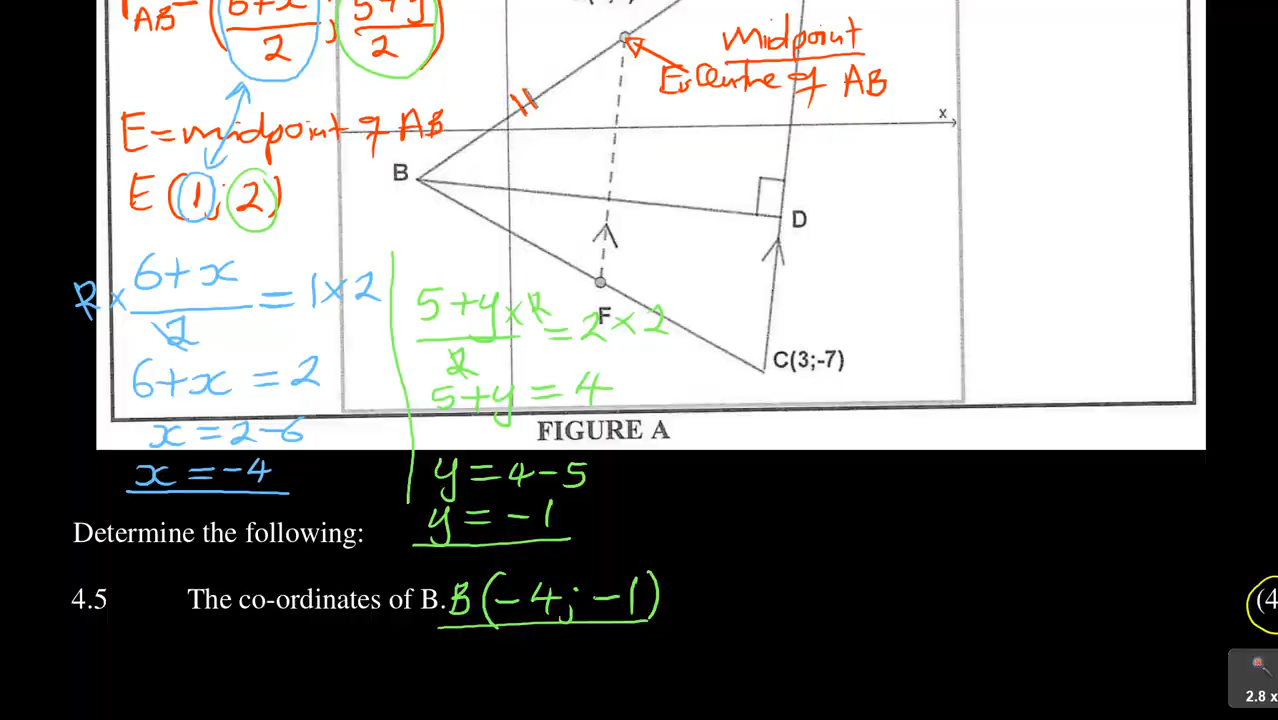 AB = (6+x/2 ; 5+y/2)
Midpoint
E is Centre of AB
E = midpoint of AB
x
B
E (1; 2)
D
2 × 6+x/2 = 1 × 2
5+y × 2/2 = 2 × 2
F
6+x = 2
C(3;-7)
5+y = 4
x = 2-6
FIGURE A
x = -4
y = 4-5
y = -1
Determine the following:
4.5 The co-ordinates of B. B(-4; -1)
(4
2.8 x